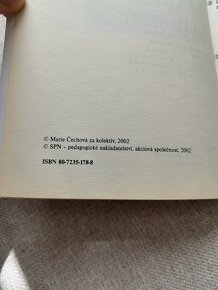 © Marie Čechová za kolektiv, 2002
© SPN – pedagogické nakladatelství, akciová společnost, 2002
ISBN 80-7235-178-8